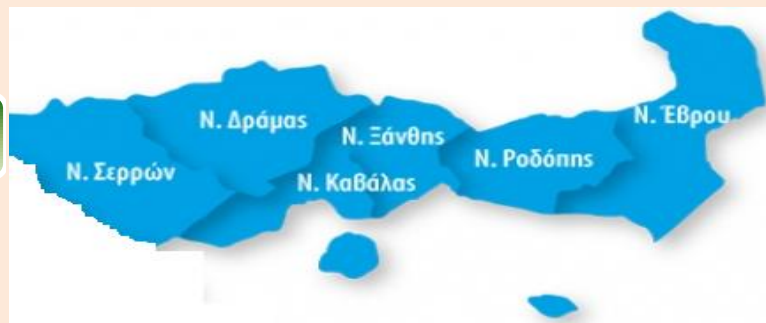 Ν. Δράμας
Ν. Ξάνθης
Ν. Έβρου
Ν. Σερρών
Ν. Καβάλας
Ν. Ροδόπης